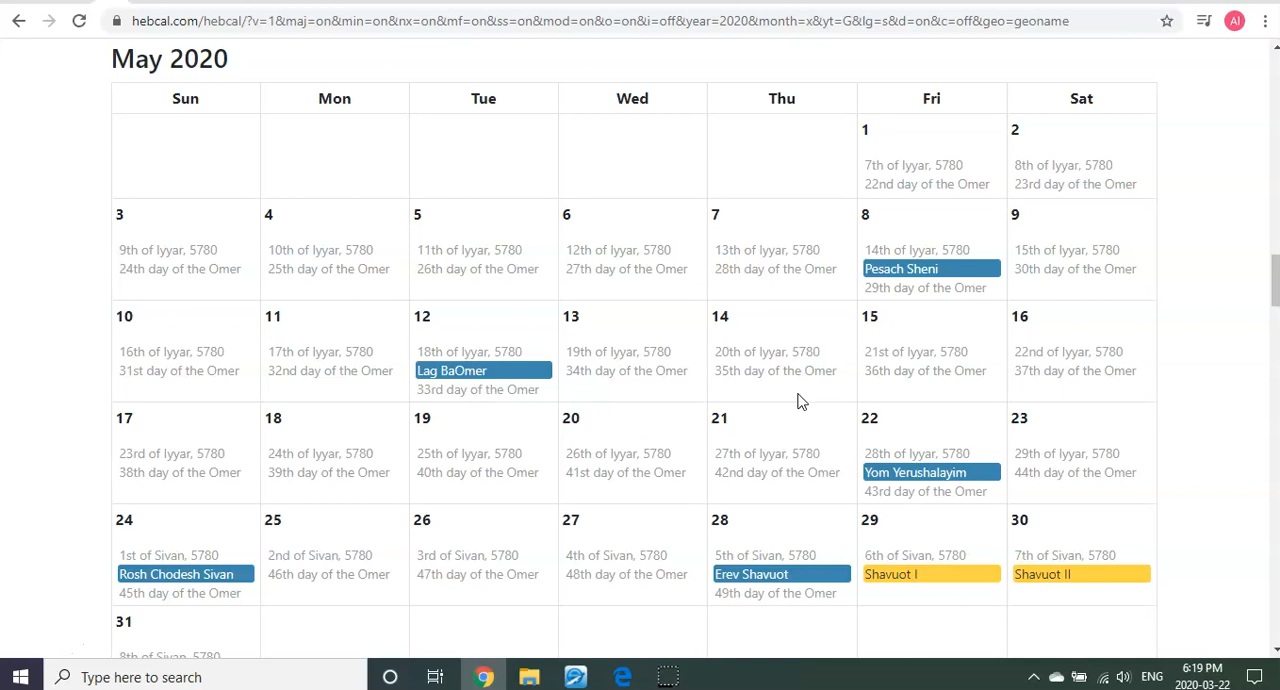 hebcal.com/hebcal/?v=1&maj=on&min=on&nx=on&mf=on&ss=on&mod=on&o=on&i=off&year=2020&month=x&yt=G&lg=s&d=on&c=off&geo=geoname
AI
May 2020
Sun Mon Tue Wed Thu Fri Sat
1 2
7th of Iyyar, 5780 8th of Iyyar, 5780
22nd day of the Omer 23rd day of the Omer
3 4 5 6 7 8 9
9th of Iyyar, 5780 10th of Iyyar, 5780 11th of Iyyar, 5780 12th of Iyyar, 5780 13th of Iyyar, 5780 14th of Iyyar, 5780 15th of Iyyar, 5780
24th day of the Omer 25th day of the Omer 26th day of the Omer 27th day of the Omer 28th day of the Omer Pesach Sheni 30th day of the Omer
29th day of the Omer
10 11 12 13 14 15 16
16th of Iyyar, 5780 17th of Iyyar, 5780 18th of Iyyar, 5780 19th of Iyyar, 5780 20th of Iyyar, 5780 21st of Iyyar, 5780 22nd of Iyyar, 5780
31st day of the Omer 32nd day of the Omer Lag BaOmer 34th day of the Omer 35th day of the Omer 36th day of the Omer 37th day of the Omer
33rd day of the Omer
17 18 19 20 21 22 23
23rd of Iyyar, 5780 24th of Iyyar, 5780 25th of Iyyar, 5780 26th of Iyyar, 5780 27th of Iyyar, 5780 28th of Iyyar, 5780 29th of Iyyar, 5780
38th day of the Omer 39th day of the Omer 40th day of the Omer 41st day of the Omer 42nd day of the Omer Yom Yerushalayim 44th day of the Omer
43rd day of the Omer
24 25 26 27 28 29 30
1st of Sivan, 5780 2nd of Sivan, 5780 3rd of Sivan, 5780 4th of Sivan, 5780 5th of Sivan, 5780 6th of Sivan, 5780 7th of Sivan, 5780
Rosh Chodesh Sivan 46th day of the Omer 47th day of the Omer 48th day of the Omer Erev Shavuot Shavuot I Shavuot II
45th day of the Omer 49th day of the Omer
31
8th of Sivan, 5780
Type here to search ENG 6:19 PM
2020-03-22